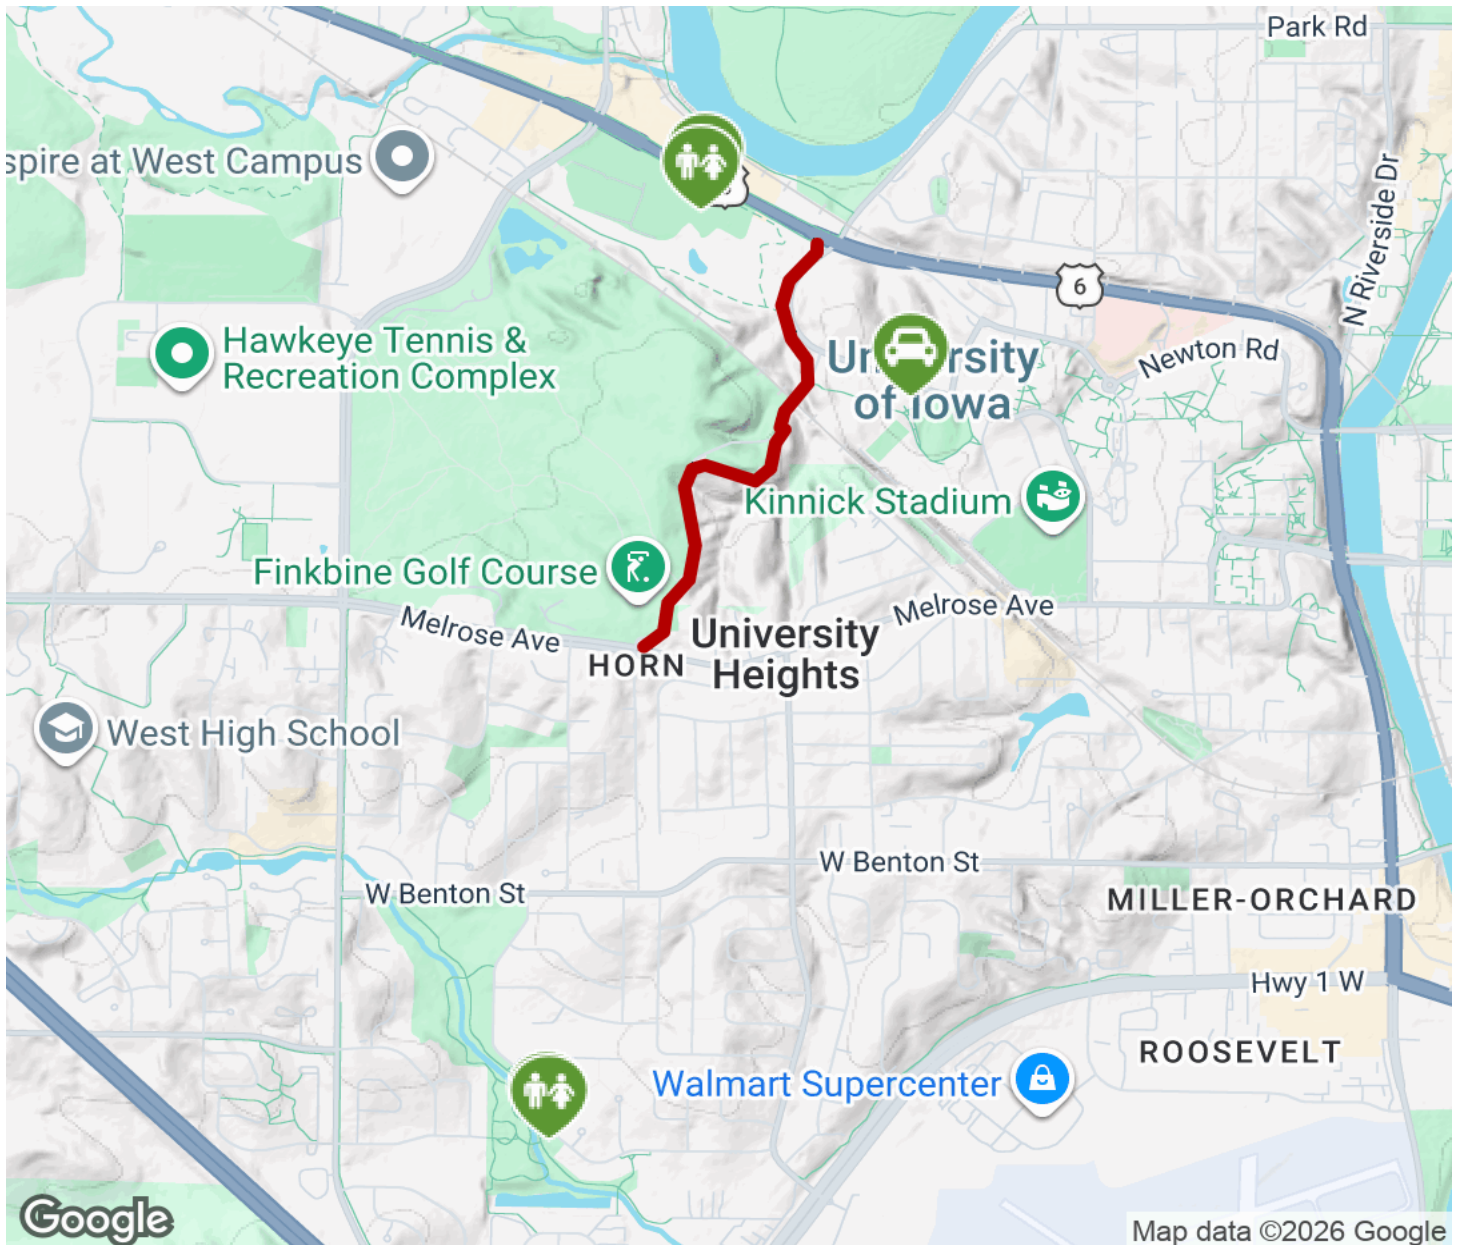 Park Rd
spire at West Campus
N Riverside Dr
6
Hawkeye Tennis &
Recreation Complex
University
of Iowa
Newton Rd
Kinnick Stadium
Finkbine Golf Course
Melrose Ave
Melrose Ave
University
Heights
HORN
West High School
W Benton St
W Benton St
MILLER-ORCHARD
Hwy 1 W
ROOSEVELT
Walmart Supercenter
Google
Map data ©2026 Google